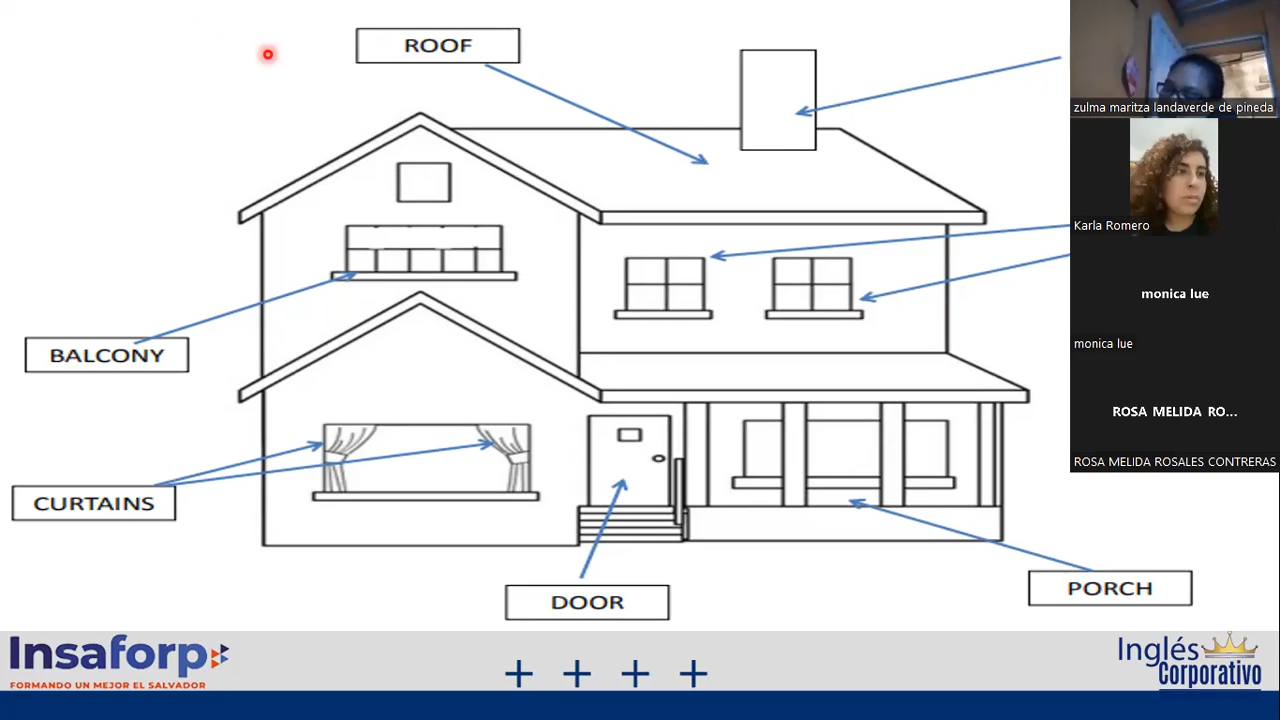 ROOF
zulma maritza landaverde de pineda
Karla Romero
monica lue
monica lue
BALCONY
ROSA MELIDA RO...
ROSA MELIDA ROSALES CONTRERAS
CURTAINS
PORCH
DOOR
Insaforp
FORMANDO UN MEJOR EL SALVADOR
Inglés
Corporativo